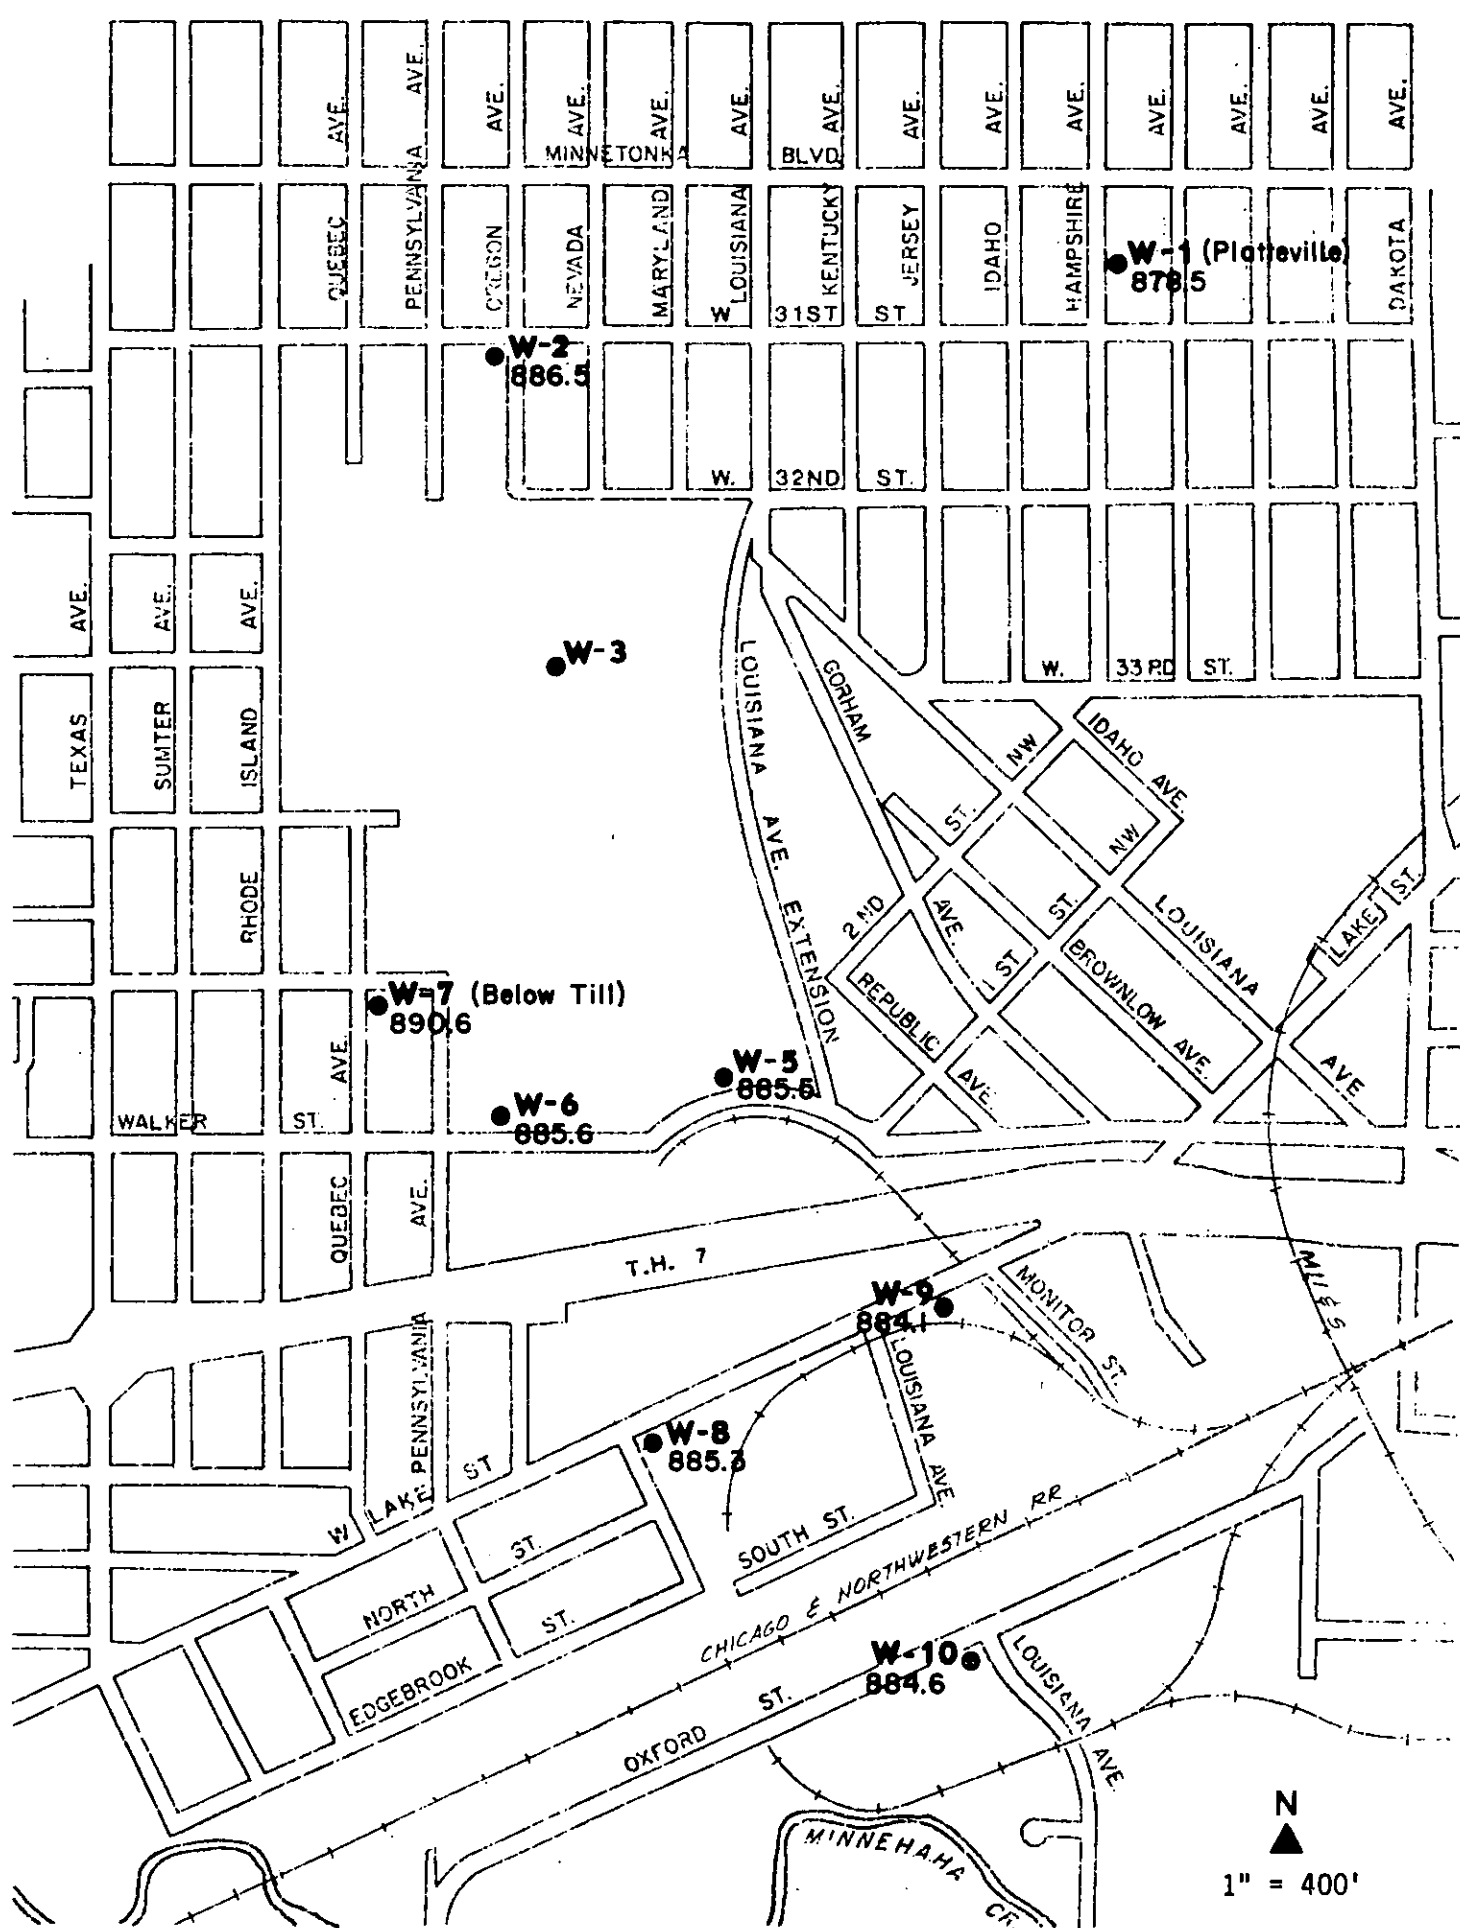 AVE.
AVE.
AVE.
AVE.
AVE.
AVE.
AVE.
AVE.
AVE.
AVE.
AVE.
AVE.
AVE.
AVE.
MINNETONKA BLVD.
QUEBEC
PENNSYLVANIA
OREGON
NEVADA
MARYLAND
LOUISIANA
KENTUCKY
JERSEY
IDAHO
HAMPSHIRE
DAKOTA
W-1 (Platteville)
878.5
W 31ST ST
W-2
886.5
W. 32ND ST.
AVE.
AVE.
AVE.
TEXAS
SUMTER
ISLAND
RHODE
W-3
LOUISIANA AVE. EXTENSION
GORHAM
AVE.
W. 33RD ST.
IDAHO AVE.
NW
ST.
2ND
NW
ST.
1 ST
LOUISIANA
AVE
BROWNLOW AVE.
REPUBLIC
AVE.
LAKE ST.
W-7 (Below Till)
890.6
AVE.
QUEBEC
W-5
885.5
W-6
885.6
WALKER ST.
AVE.
PENNSYLVANIA
T.H. 7
W-9
884.1
MONITOR ST.
LOUISIANA AVE.
W-8
885.3
W LAKE ST
NORTH ST.
EDGEBROOK ST.
SOUTH ST.
CHICAGO & NORTHWESTERN RR
W-10
884.6
OXFORD ST.
LOUISIANA AVE.
MINNEHAHA
CR
N
1" = 400'